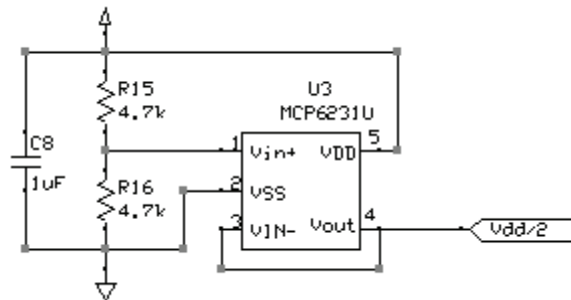 R15
4.7k
U3
MCP6231U
C8
1uF
R16
4.7k
1 Vin+ VDD 5
2 VSS
3 VIN- Vout 4
Vdd/2